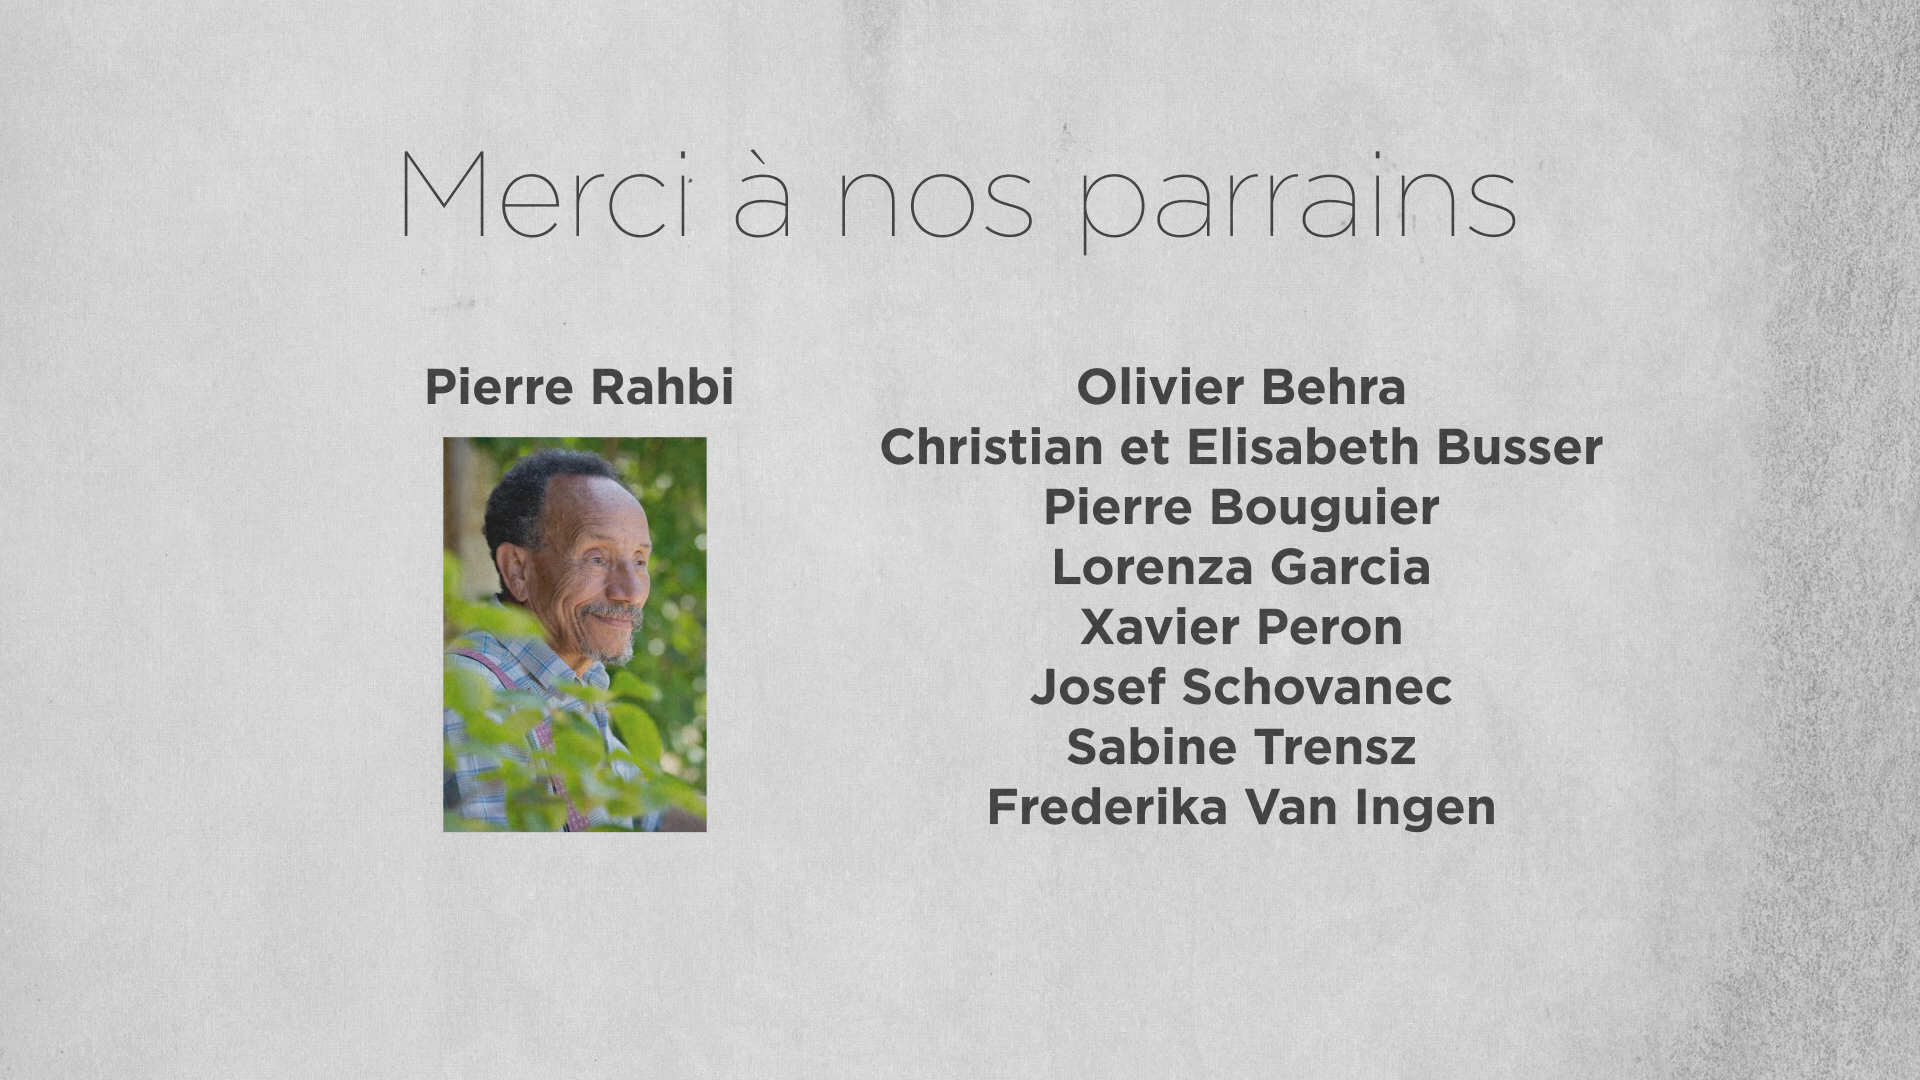 Merci à nos parrains
Pierre Rahbi
Olivier Behra
Christian et Elisabeth Busser
Pierre Bouguier
Lorenza Garcia
Xavier Peron
Josef Schovanec
Sabine Trensz
Frederika Van Ingen